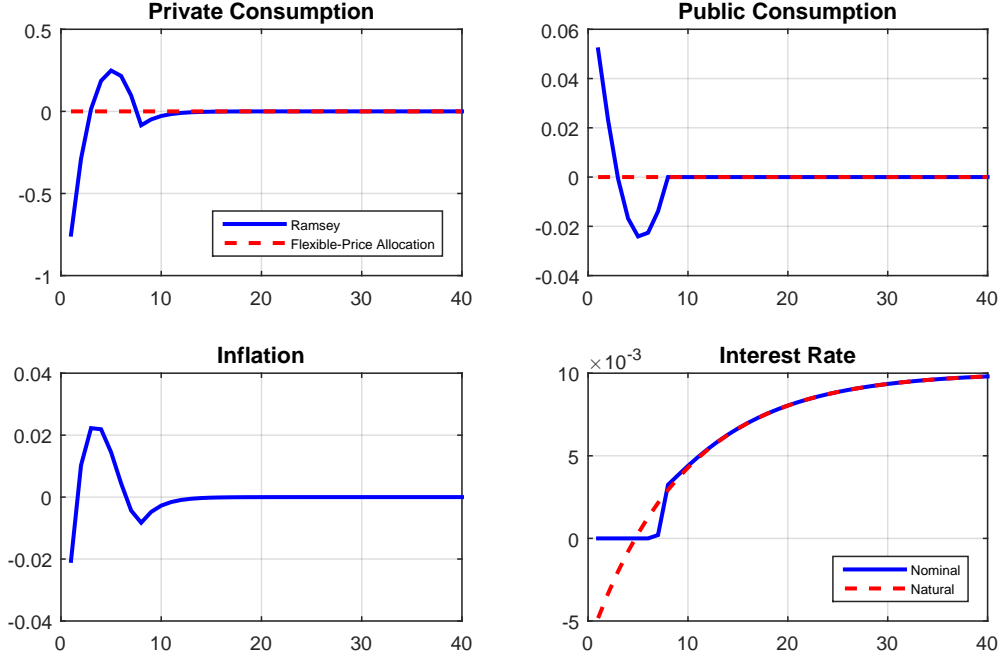 Private Consumption
0.5
0
-0.5
-1
0 10 20 30 40
Ramsey
Flexible-Price Allocation
Public Consumption
0.06
0.04
0.02
0
-0.02
-0.04
0 10 20 30 40
Inflation
0.04
0.02
0
-0.02
-0.04
0 10 20 30 40
Interest Rate
×10^-3
10
5
0
-5
0 10 20 30 40
Nominal
Natural